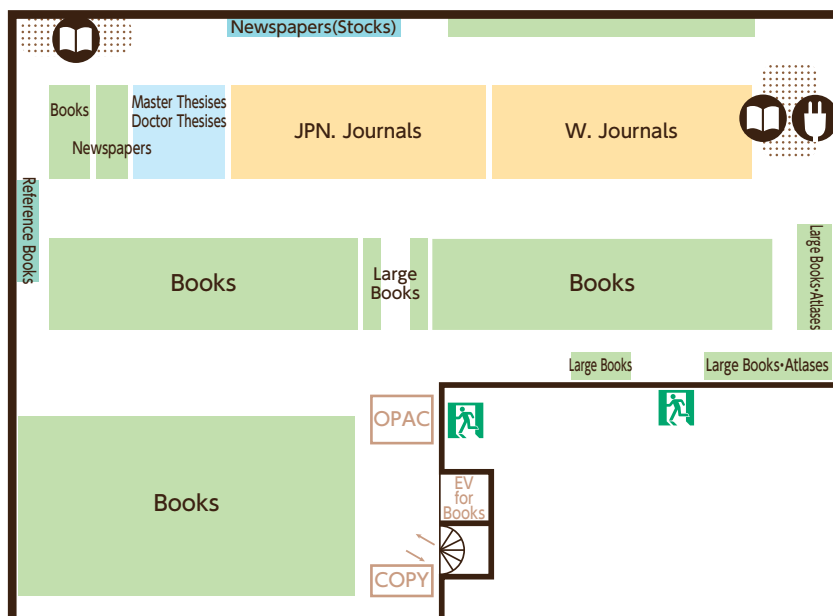 Newspapers(Stocks)
Books
Newspapers
Master Thesises
Doctor Thesises
JPN. Journals
W. Journals
Reference Books
Books
Large
Books
Books
Large Books・Atlases
Large Books
Large Books・Atlases
OPAC
EV
for
Books
Books
COPY